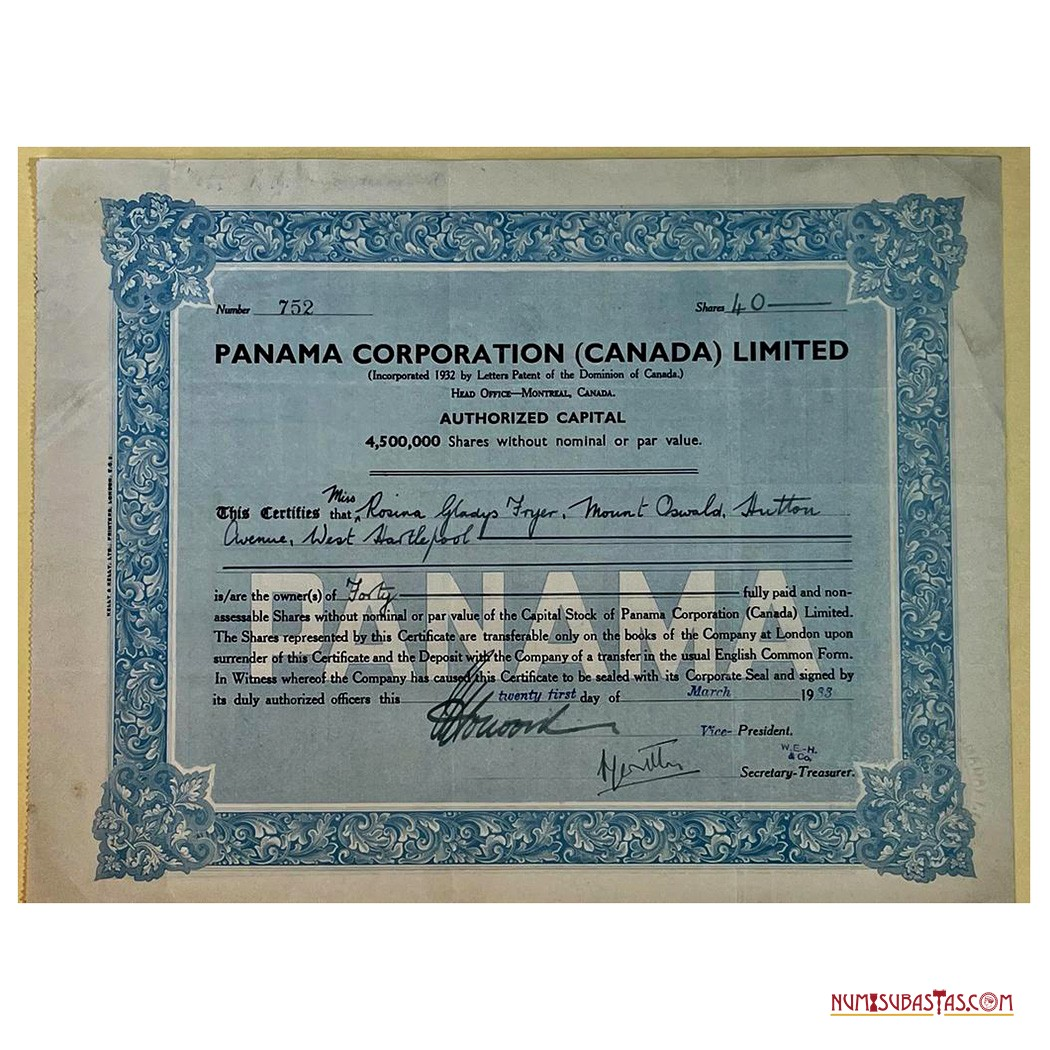 Number 752
Shares 40
PANAMA CORPORATION (CANADA) LIMITED
(Incorporated 1932 by Letters Patent of the Dominion of Canada.)
HEAD OFFICE—MONTREAL, CANADA.
AUTHORIZED CAPITAL
4,500,000 Shares without nominal or par value.
Miss
This Certifies that Rosina Gladys Fryer, Mount Oswald, Hutton
Avenue, West Hartlepool
PANAMA
is/are the owner(s) of Forty fully paid and non-
assessable Shares without nominal or par value of the Capital Stock of Panama Corporation (Canada) Limited.
The Shares represented by this Certificate are transferable only on the books of the Company at London upon
surrender of this Certificate and the Deposit with the Company of a transfer in the usual English Common Form.
In Witness whereof the Company has caused this Certificate to be sealed with its Corporate Seal and signed by
its duly authorized officers this twenty first day of March 1933
Vice- President.
W.E.-H.
& Co,
Secretary-Treasurer.
KELLY & KELLY, LTD., PRINTERS, LONDON, E.C.2.
NUMISUBASTAS.COM